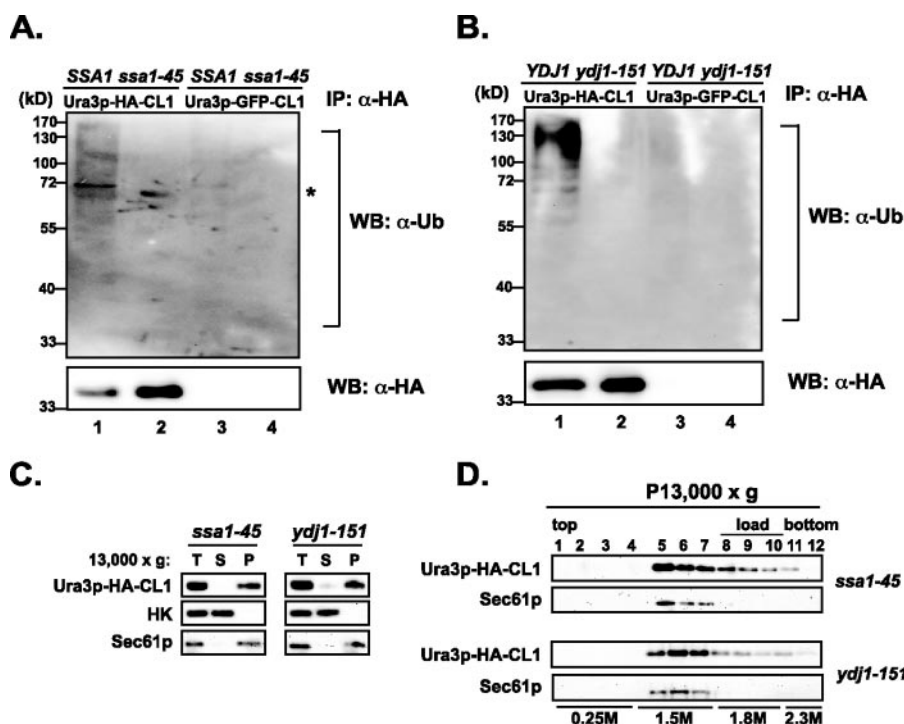 A.
SSA1 ssa1-45 SSA1 ssa1-45
(kD) Ura3p-HA-CL1 Ura3p-GFP-CL1 IP: α-HA
170
130
100
72
*
WB: α-Ub
55
40
33
WB: α-HA
33
1 2 3 4
B.
YDJ1 ydj1-151 YDJ1 ydj1-151
(kD) Ura3p-HA-CL1 Ura3p-GFP-CL1 IP: α-HA
170
130
100
72
WB: α-Ub
55
40
33
WB: α-HA
33
1 2 3 4
C.
ssa1-45 ydj1-151
13,000 x g: T S P T S P
Ura3p-HA-CL1
HK
Sec61p
D.
P13,000 x g
top load bottom
1 2 3 4 5 6 7 8 9 10 11 12
Ura3p-HA-CL1
ssa1-45
Sec61p
Ura3p-HA-CL1
ydj1-151
Sec61p
0.25M 1.5M 1.8M 2.3M